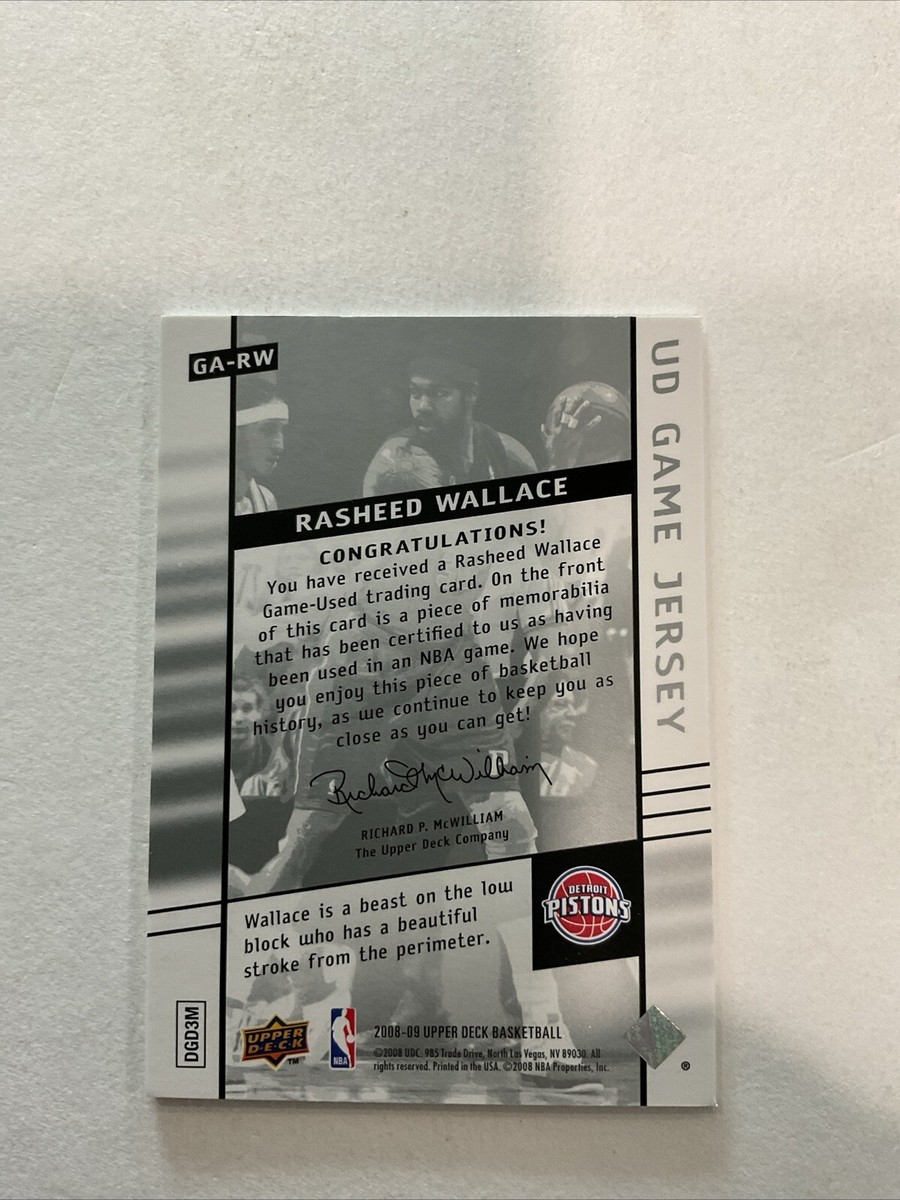 GA-RW
UD GAME JERSEY
RASHEED WALLACE
CONGRATULATIONS!
You have received a Rasheed Wallace
Game-Used trading card. On the front
of this card is a piece of memorabilia
that has been certified to us as having
been used in an NBA game. We hope
you enjoy this piece of basketball
history, as we continue to keep you as
close as you can get!
Richard McWilliam
RICHARD P. McWILLIAM
The Upper Deck Company
DETROIT
PISTONS
Wallace is a beast on the low
block who has a beautiful
stroke from the perimeter.
DGD3M
UPPER
DECK
TM
NBA
2008-09 UPPER DECK BASKETBALL
©2008 UDC. 985 Trade Drive, North Las Vegas, NV 89030. All
rights reserved. Printed in the USA. ©2008 NBA Properties, Inc.
®